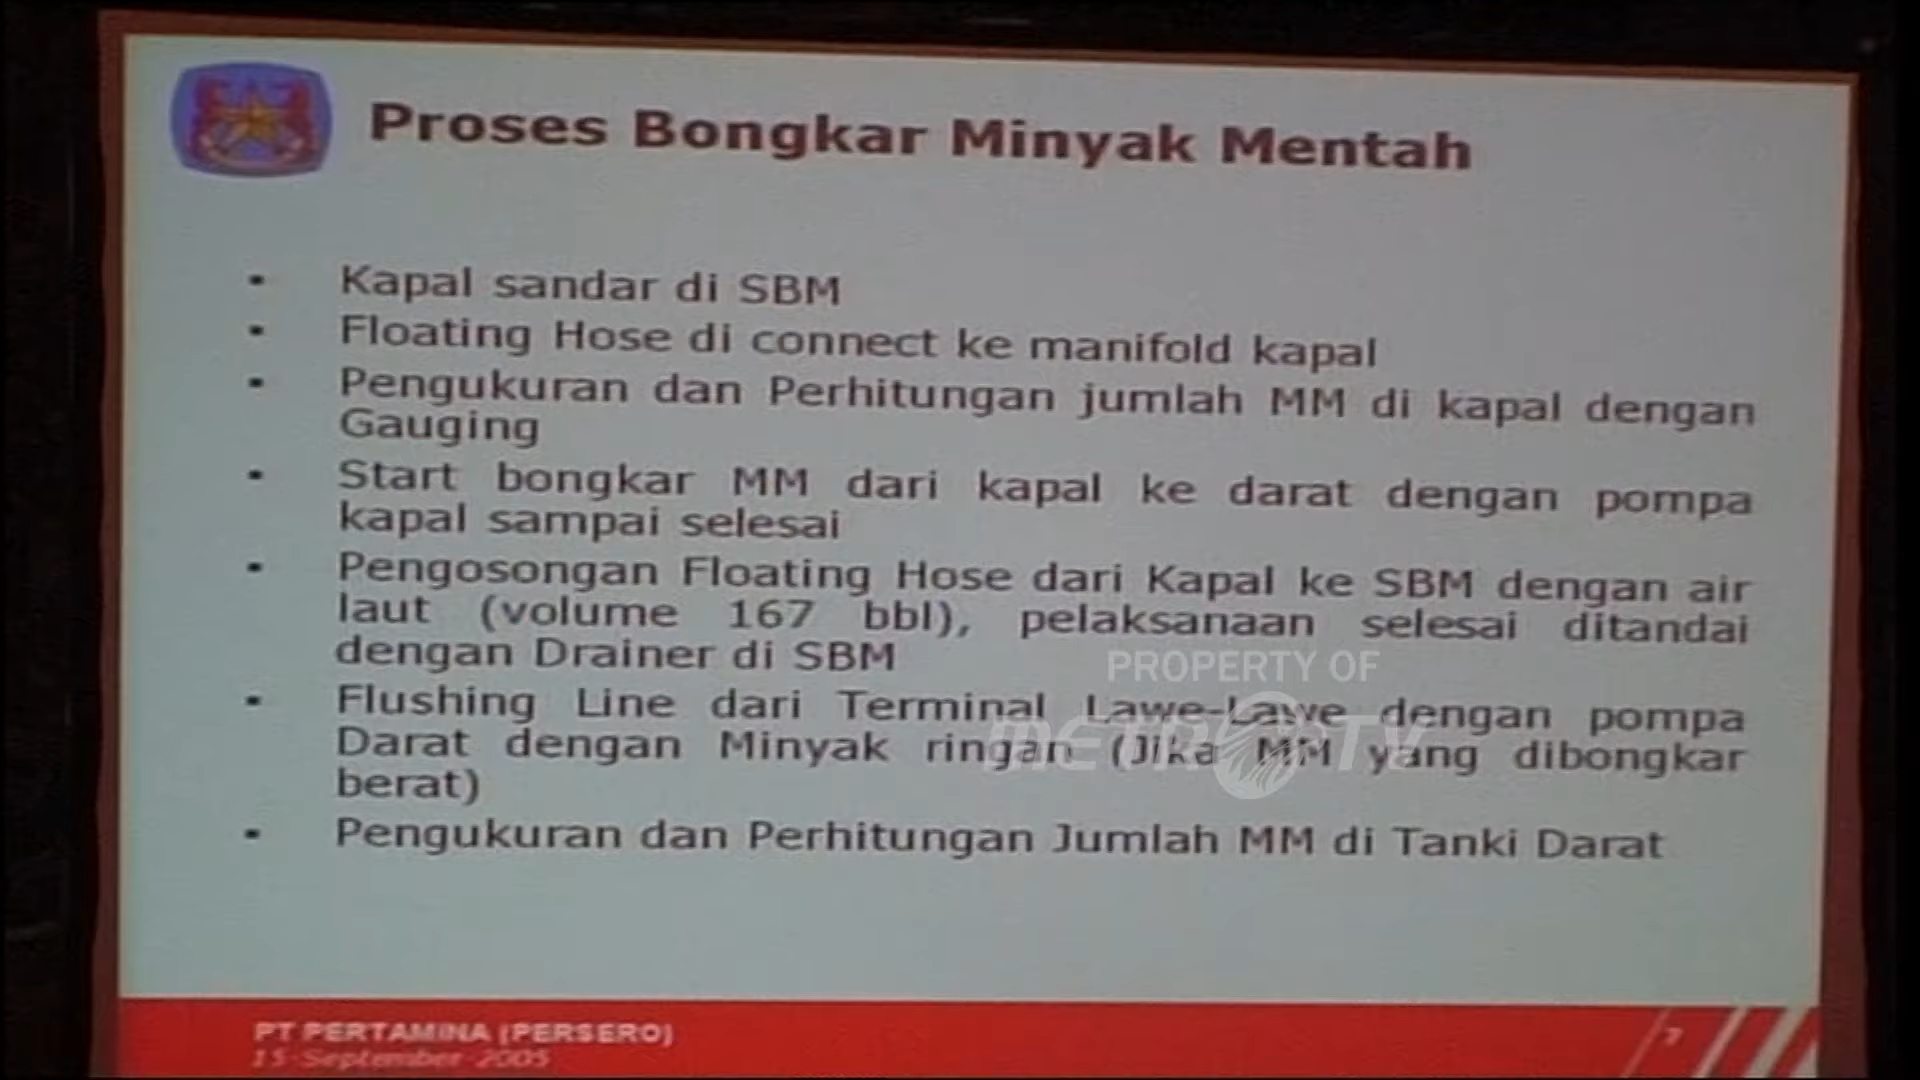 Proses Bongkar Minyak Mentah
• Kapal sandar di SBM
• Floating Hose di connect ke manifold kapal
• Pengukuran dan Perhitungan jumlah MM di kapal dengan
Gauging
• Start bongkar MM dari kapal ke darat dengan pompa
kapal sampai selesai
• Pengosongan Floating Hose dari Kapal ke SBM dengan air
laut (volume 167 bbl), pelaksanaan selesai ditandai
dengan Drainer di SBM
• Flushing Line dari Terminal Lawe-Lawe dengan pompa
Darat dengan Minyak ringan (Jika MM yang dibongkar
berat)
• Pengukuran dan Perhitungan Jumlah MM di Tanki Darat
PROPERTY OF
METRO TV
PT PERTAMINA (PERSERO)
15 September 2005
7